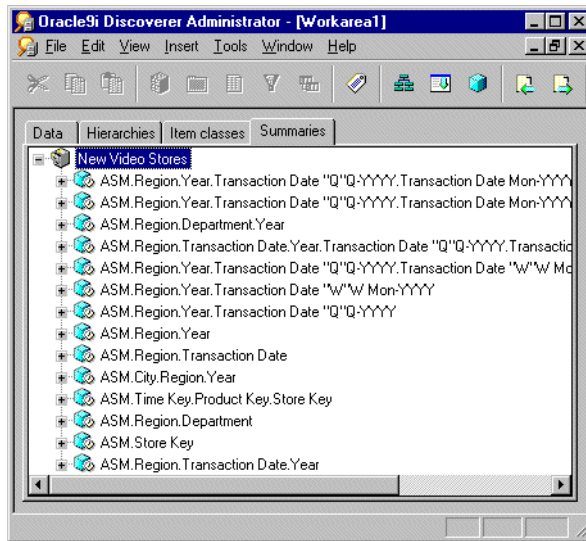 Oracle9i Discoverer Administrator - [Workarea1]
File Edit View Insert Tools Window Help
Data Hierarchies Item classes Summaries
New Video Stores
ASM.Region.Year.Transaction Date "Q"Q-YYYY.Transaction Date Mon-YYYY
ASM.Region.Year.Transaction Date "Q"Q-YYYY.Transaction Date Mon-YYYY
ASM.Region.Department.Year
ASM.Region.Transaction Date.Year.Transaction Date "Q"Q-YYYY.Transactio
ASM.Region.Year.Transaction Date "Q"Q-YYYY.Transaction Date "W"W Mo
ASM.Region.Year.Transaction Date "W"W Mon-YYYY
ASM.Region.Year.Transaction Date "Q"Q-YYYY
ASM.Region.Year
ASM.Region.Transaction Date
ASM.City.Region.Year
ASM.Time Key.Product Key.Store Key
ASM.Region.Department
ASM.Store Key
ASM.Region.Transaction Date.Year